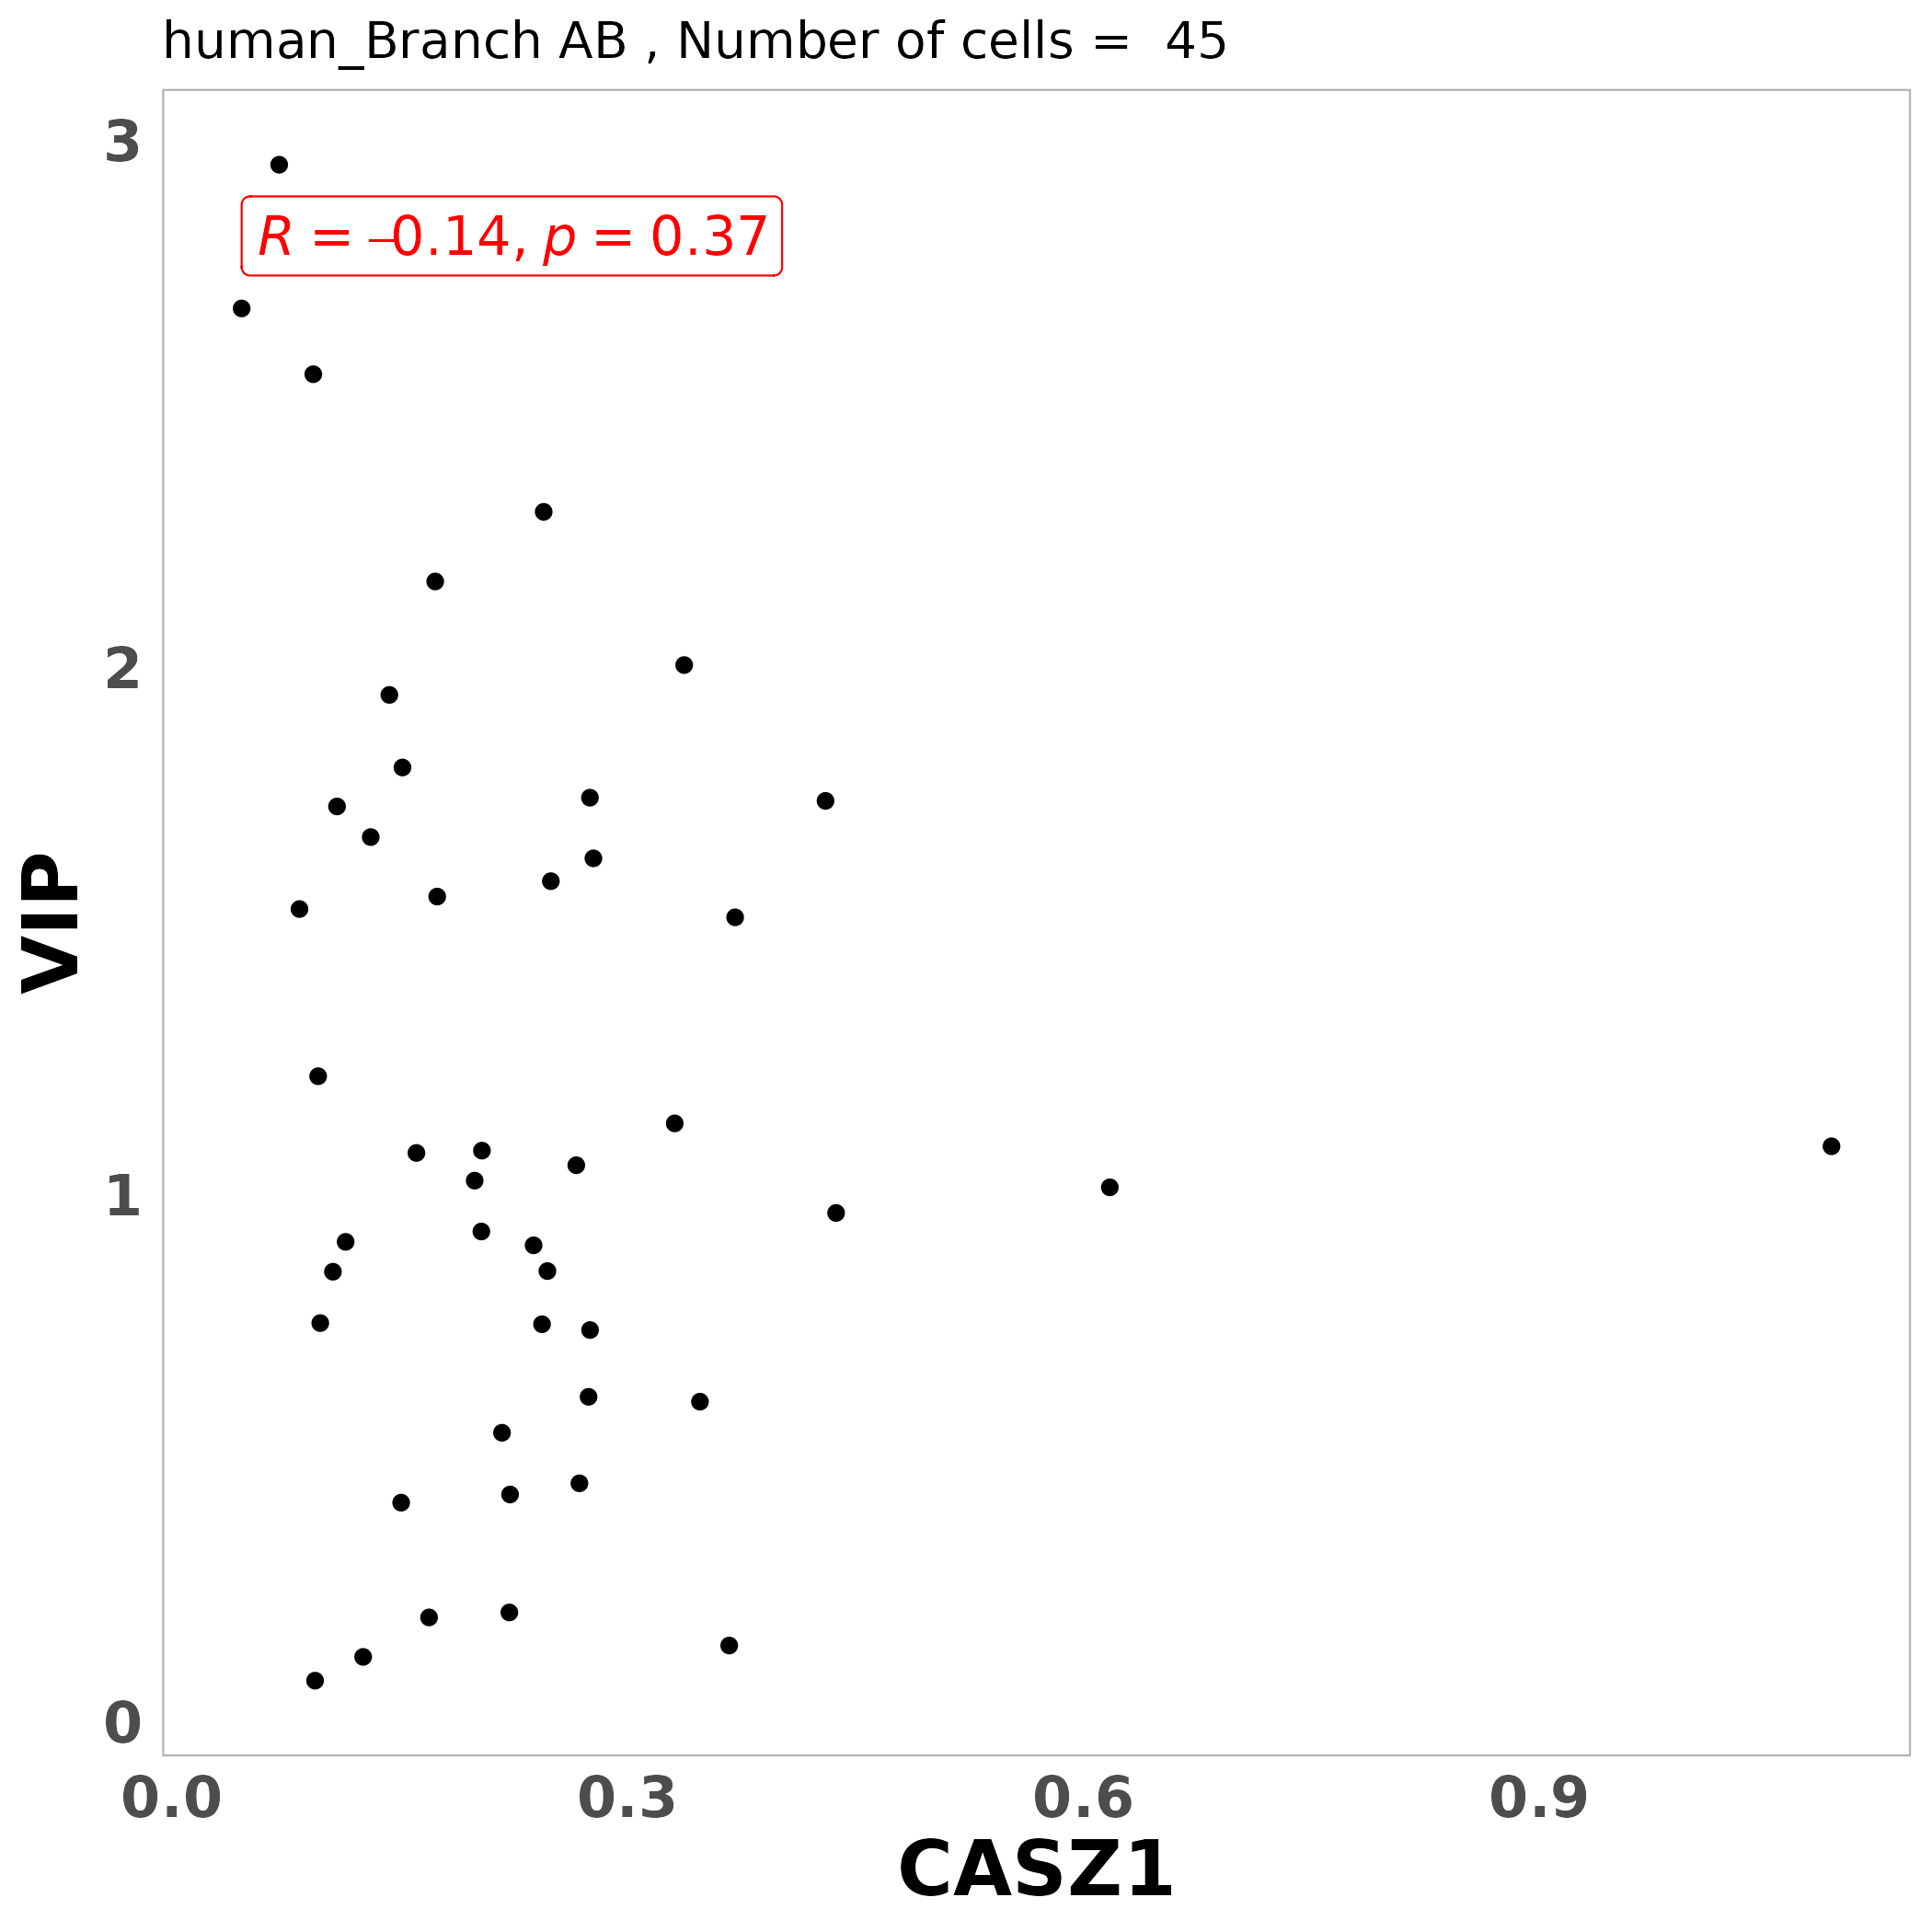 human_Branch AB , Number of cells =  45
3
R = –0.14, p = 0.37
2
VIP
1
0
0.0 0.3 0.6 0.9
CASZ1